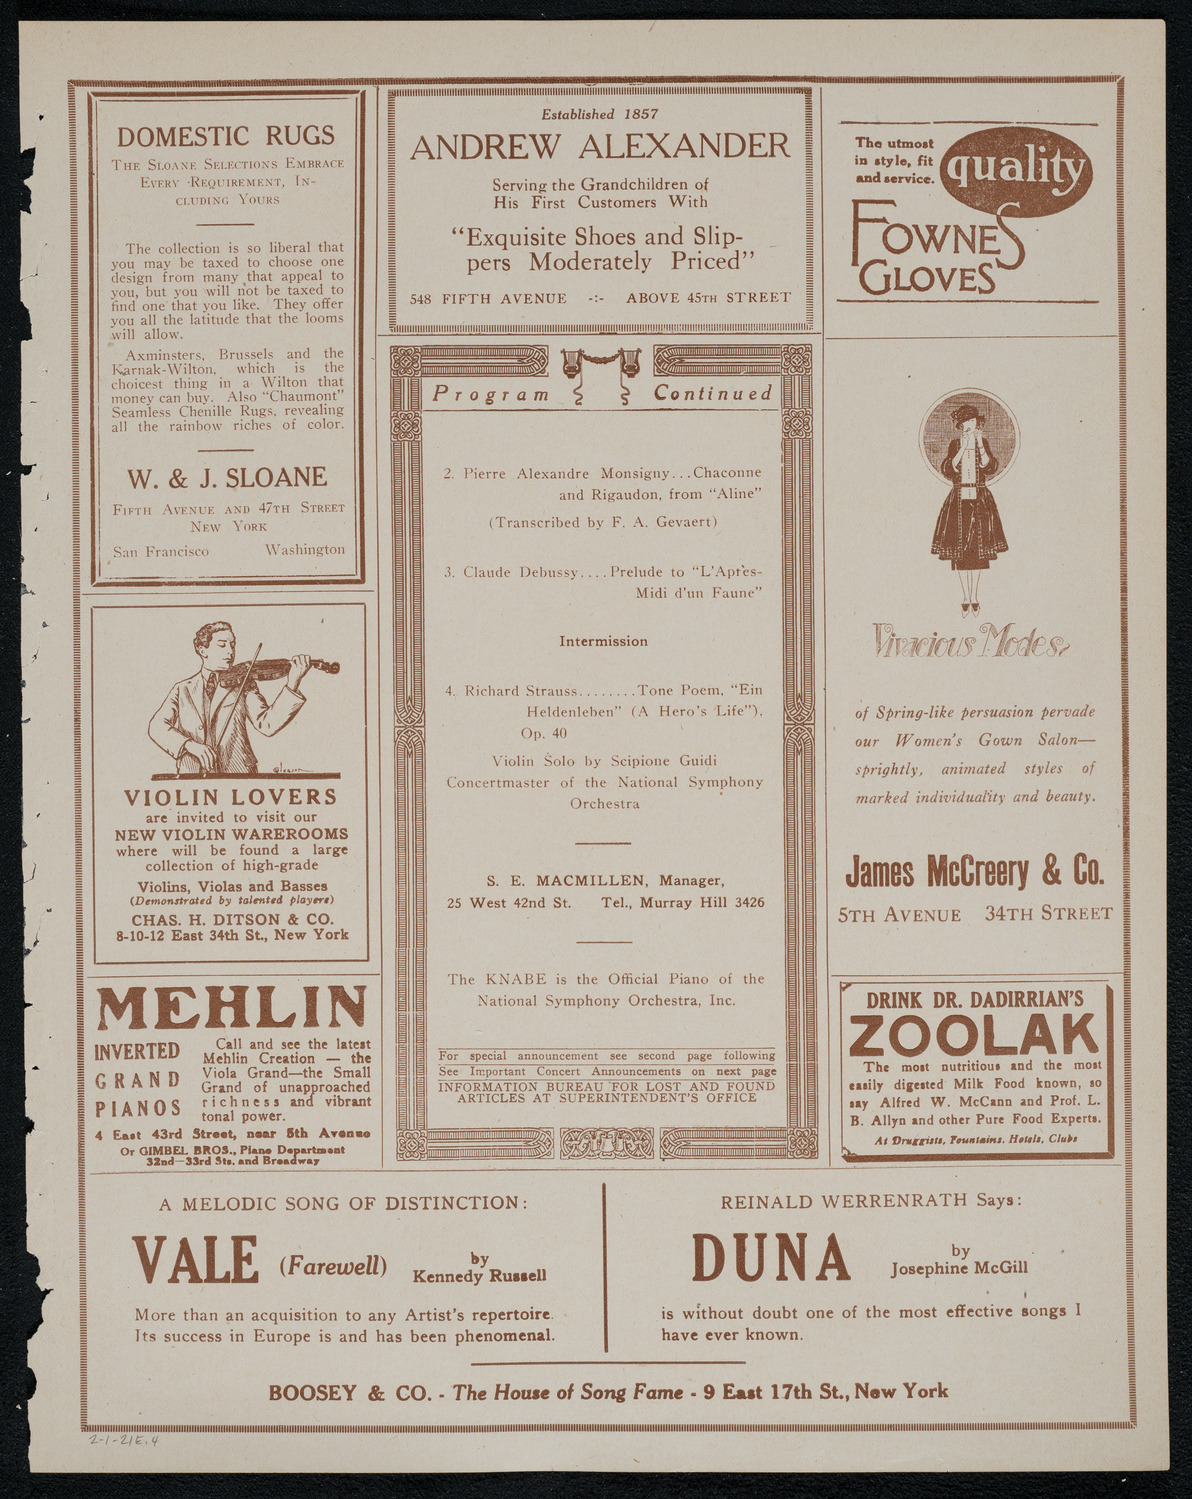 DOMESTIC RUGS
THE SLOANE SELECTIONS EMBRACE
EVERY REQUIREMENT, IN-
CLUDING YOURS
The collection is so liberal that
you may be taxed to choose one
design from many that appeal to
you, but you will not be taxed to
find one that you like. They offer
you all the latitude that the looms
will allow.
Axminsters, Brussels and the
Karnak-Wilton, which is the
choicest thing in a Wilton that
money can buy. Also "Chaumont"
Seamless Chenille Rugs, revealing
all the rainbow riches of color.
W. & J. SLOANE
FIFTH AVENUE AND 47TH STREET
NEW YORK
San Francisco Washington
VIOLIN LOVERS
are invited to visit our
NEW VIOLIN WAREROOMS
where will be found a large
collection of high-grade
Violins, Violas and Basses
(Demonstrated by talented players)
CHAS. H. DITSON & CO.
8-10-12 East 34th St., New York
MEHLIN
INVERTED
GRAND
PIANOS
Call and see the latest
Mehlin Creation — the
Viola Grand—the Small
Grand of unapproached
richness and vibrant
tonal power.
4 East 43rd Street, near 5th Avenue
Or GIMBEL BROS., Piano Department
32nd—33rd Sts. and Broadway
Established 1857
ANDREW ALEXANDER
Serving the Grandchildren of
His First Customers With
"Exquisite Shoes and Slip-
pers Moderately Priced"
548 FIFTH AVENUE -:- ABOVE 45TH STREET
Program Continued
2. Pierre Alexandre Monsigny...Chaconne
and Rigaudon, from "Aline"
(Transcribed by F. A. Gevaert)
3. Claude Debussy....Prelude to "L'Après-
Midi d'un Faune"
Intermission
4. Richard Strauss........Tone Poem, "Ein
Heldenleben" (A Hero's Life"),
Op. 40
Violin Solo by Scipione Guidi
Concertmaster of the National Symphony
Orchestra
S. E. MACMILLEN, Manager,
25 West 42nd St. Tel., Murray Hill 3426
The KNABE is the Official Piano of the
National Symphony Orchestra, Inc.
For special announcement see second page following
See Important Concert Announcements on next page
INFORMATION BUREAU FOR LOST AND FOUND
ARTICLES AT SUPERINTENDENT'S OFFICE
The utmost
in style, fit
and service.
quality
FOWNES
GLOVES
Vivacious Modes
of Spring-like persuasion pervade
our Women's Gown Salon—
sprightly, animated styles of
marked individuality and beauty.
James McCreery & Co.
5TH AVENUE 34TH STREET
DRINK DR. DADIRRIAN'S
ZOOLAK
The most nutritious and the most
easily digested Milk Food known, so
say Alfred W. McCann and Prof. L.
B. Allyn and other Pure Food Experts.
At Druggists, Fountains, Hotels, Clubs
A MELODIC SONG OF DISTINCTION:
VALE (Farewell) by
Kennedy Russell
More than an acquisition to any Artist's repertoire.
Its success in Europe is and has been phenomenal.
REINALD WERRENRATH Says:
DUNA by
Josephine McGill
is without doubt one of the most effective songs I
have ever known.
BOOSEY & CO. - The House of Song Fame - 9 East 17th St., New York
2-1-21E.4